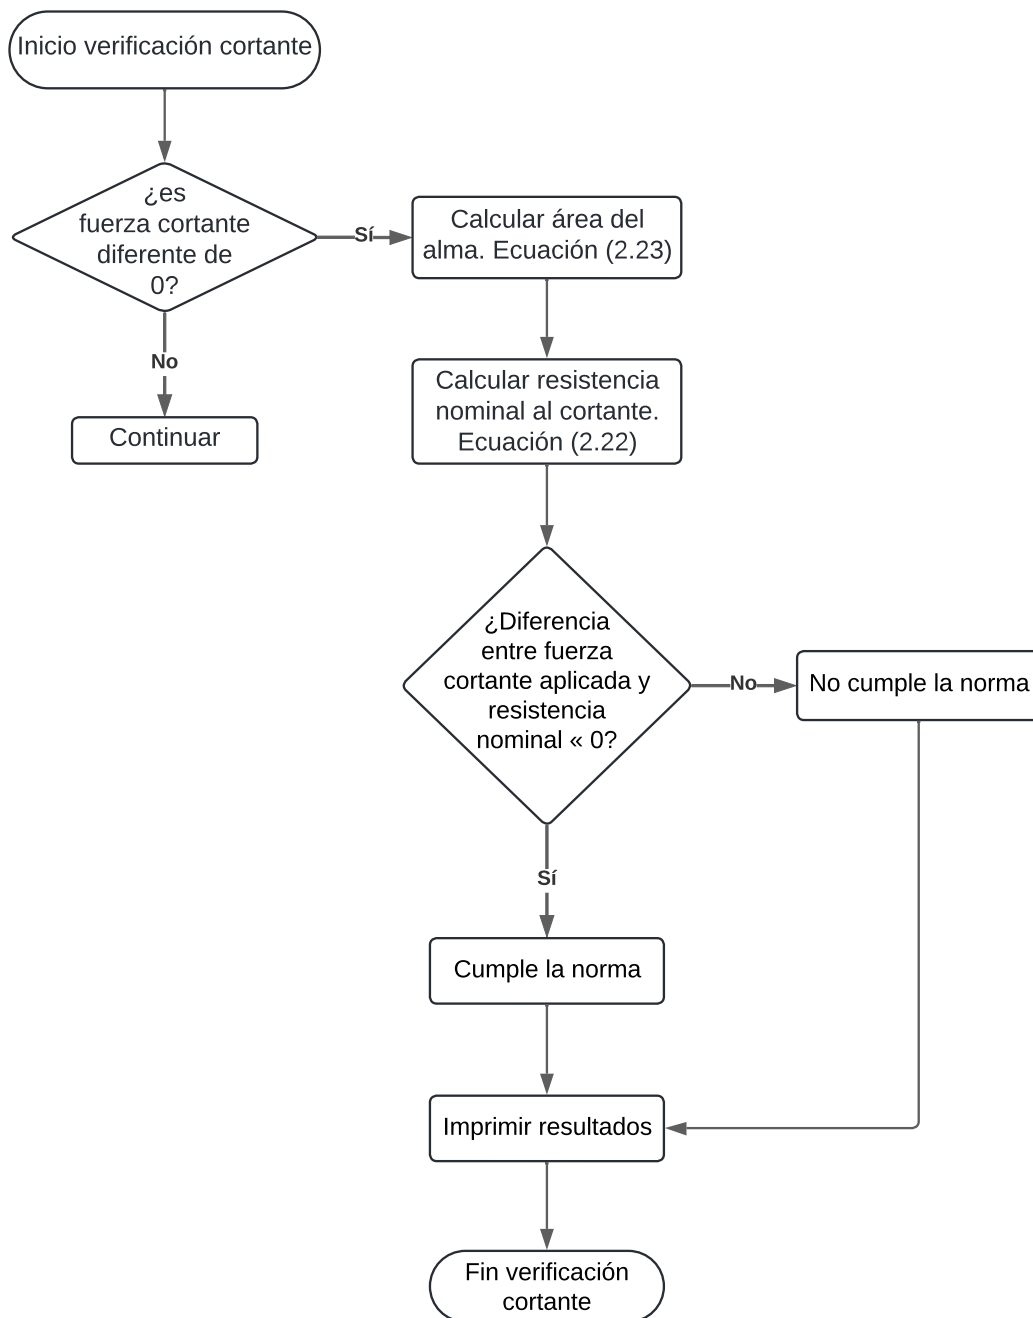 Inicio verificación cortante
¿es
fuerza cortante
diferente de
0?
Sí
Calcular área del
alma. Ecuación (2.23)
No
Continuar
Calcular resistencia
nominal al cortante.
Ecuación (2.22)
¿Diferencia
entre fuerza
cortante aplicada y
resistencia
nominal « 0?
No
No cumple la norma
Sí
Cumple la norma
Imprimir resultados
Fin verificación
cortante